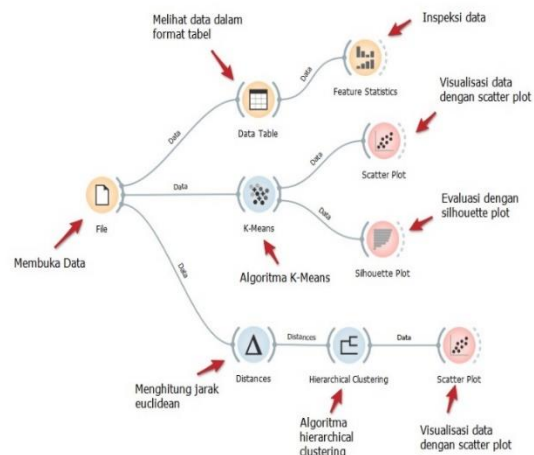 Melihat data dalam
format tabel
Inspeksi data
Data
Feature Statistics
Data
Data Table
Visualisasi data
dengan scatter plot
Data
Scatter Plot
Data
File
K-Means
Data
Evaluasi dengan
silhouette plot
Silhouette Plot
Membuka Data
Algoritma K-Means
Data
Distances
Distances
Hierarchical Clustering
Data
Scatter Plot
Menghitung jarak
euclidean
Algoritma
hierarchical
clustering
Visualisasi data
dengan scatter plot